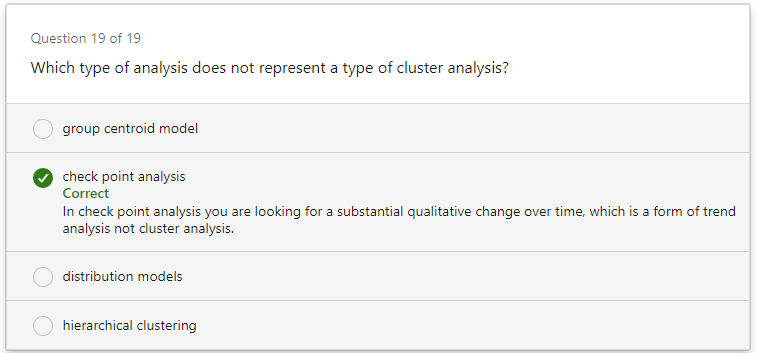 Question 19 of 19
Which type of analysis does not represent a type of cluster analysis?
group centroid model
check point analysis
Correct
In check point analysis you are looking for a substantial qualitative change over time, which is a form of trend
analysis not cluster analysis.
distribution models
hierarchical clustering